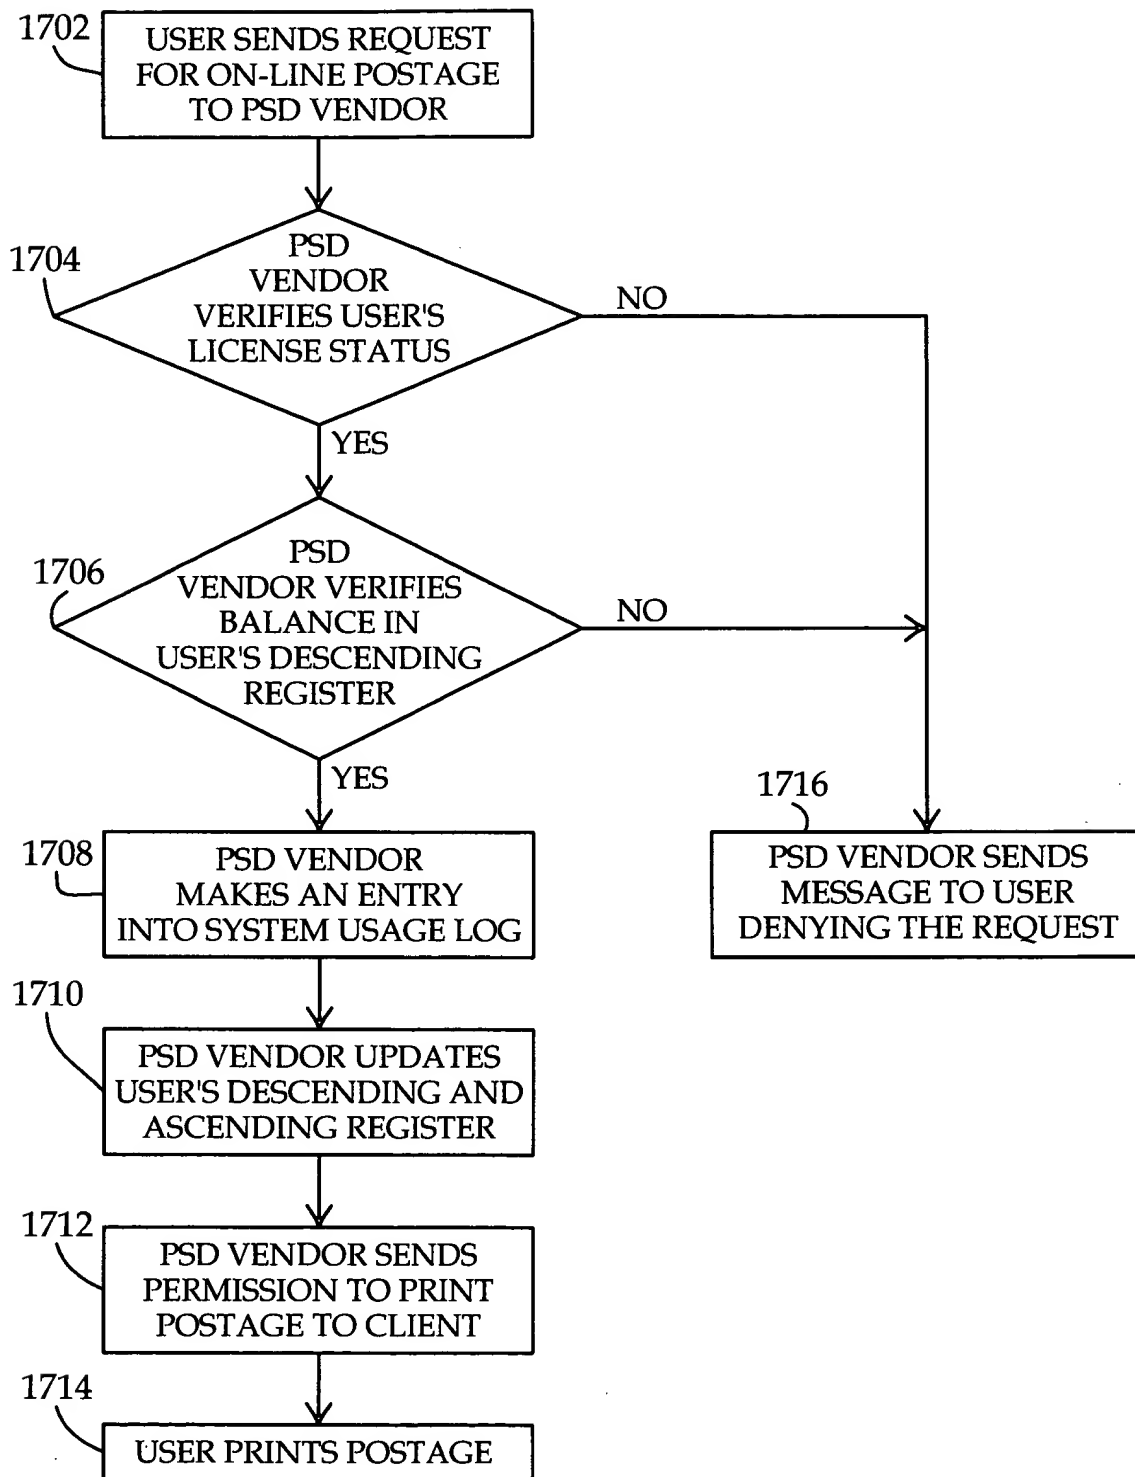 1702
USER SENDS REQUEST
FOR ON-LINE POSTAGE
TO PSD VENDOR
1704
PSD
VENDOR
VERIFIES USER'S
LICENSE STATUS
NO
YES
1706
PSD
VENDOR VERIFIES
BALANCE IN
USER'S DESCENDING
REGISTER
NO
YES
1708
PSD VENDOR
MAKES AN ENTRY
INTO SYSTEM USAGE LOG
1716
PSD VENDOR SENDS
MESSAGE TO USER
DENYING THE REQUEST
1710
PSD VENDOR UPDATES
USER'S DESCENDING AND
ASCENDING REGISTER
1712
PSD VENDOR SENDS
PERMISSION TO PRINT
POSTAGE TO CLIENT
1714
USER PRINTS POSTAGE